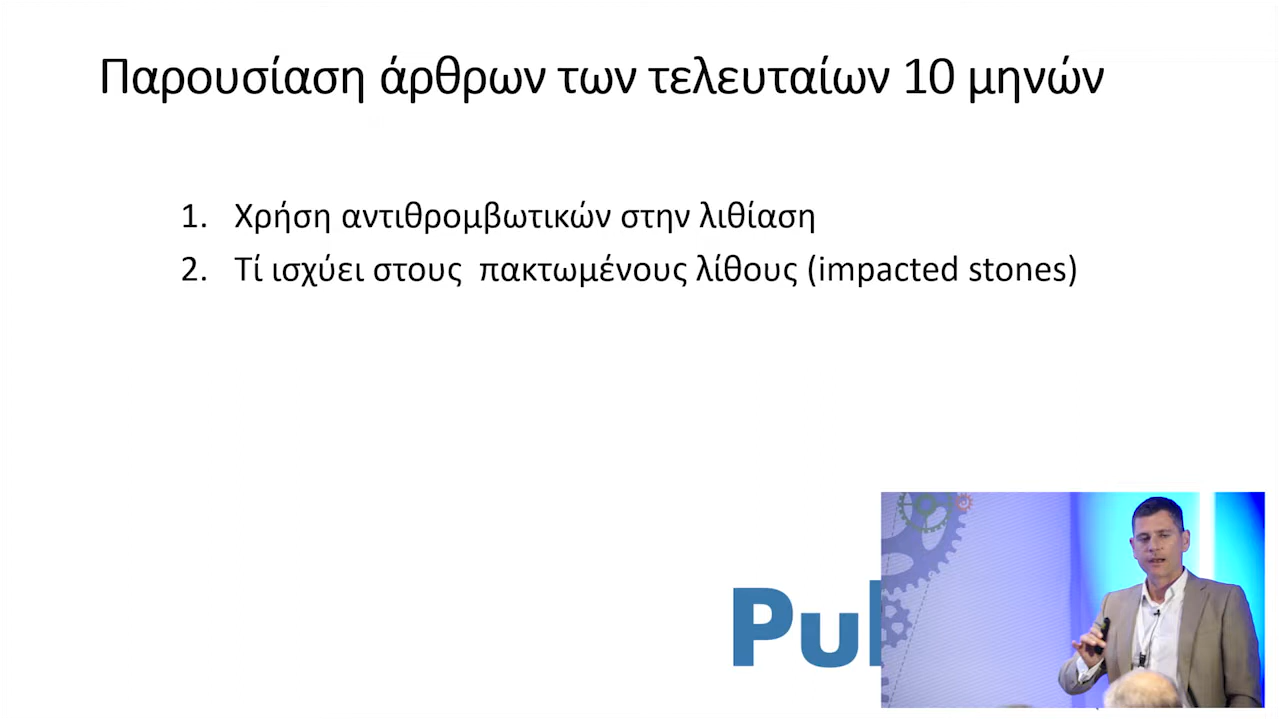 Παρουσίαση άρθρων των τελευταίων 10 μηνών
1. Χρήση αντιθρομβωτικών στην λιθίαση
2. Τί ισχύει στους πακτωμένους λίθους (impacted stones)